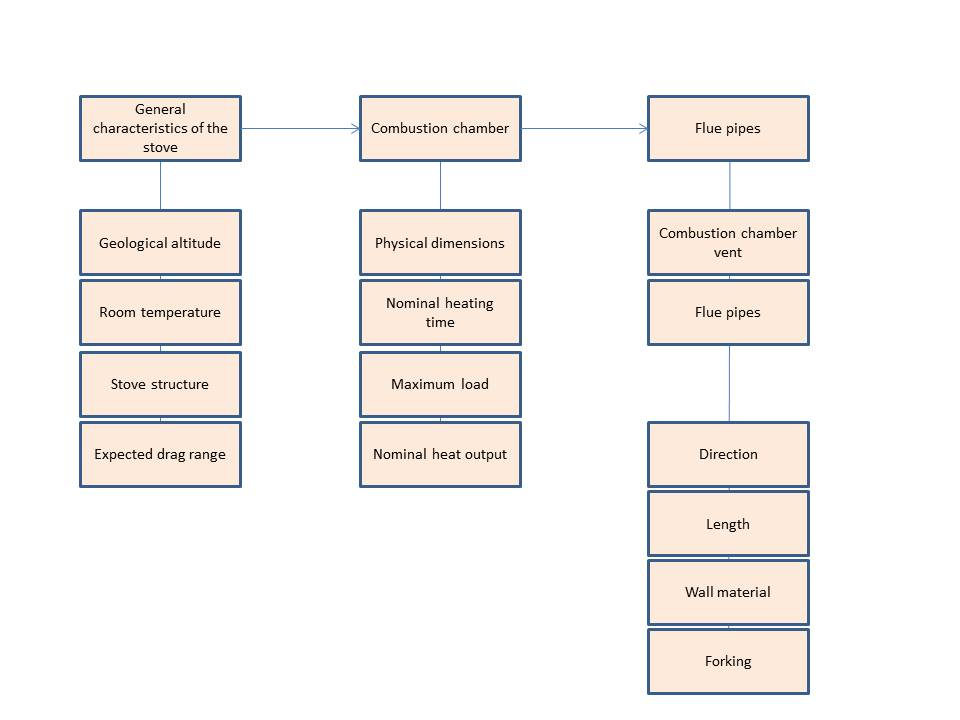 General
characteristics of the
stove
Combustion chamber
Flue pipes
Geological altitude
Room temperature
Stove structure
Expected drag range
Physical dimensions
Nominal heating
time
Maximum load
Nominal heat output
Combustion chamber
vent
Flue pipes
Direction
Length
Wall material
Forking